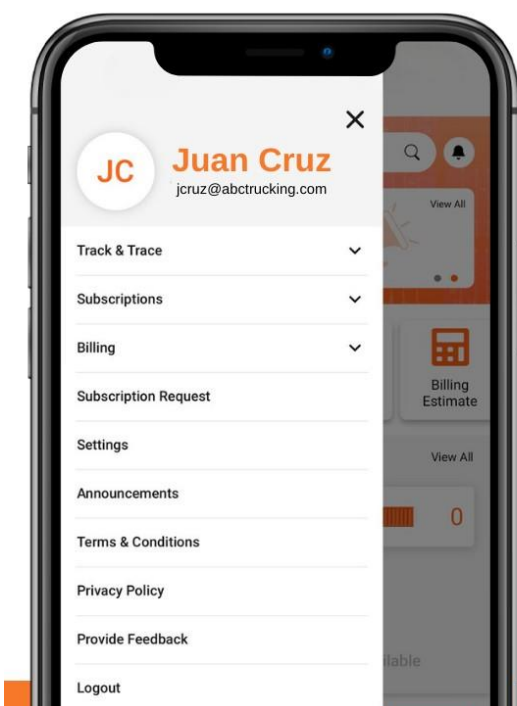 JC
Juan Cruz
jcruz@abctrucking.com
Track & Trace
Subscriptions
Billing
Subscription Request
Settings
Announcements
Terms & Conditions
Privacy Policy
Provide Feedback
Logout
View All
Billing
Estimate
View All
0